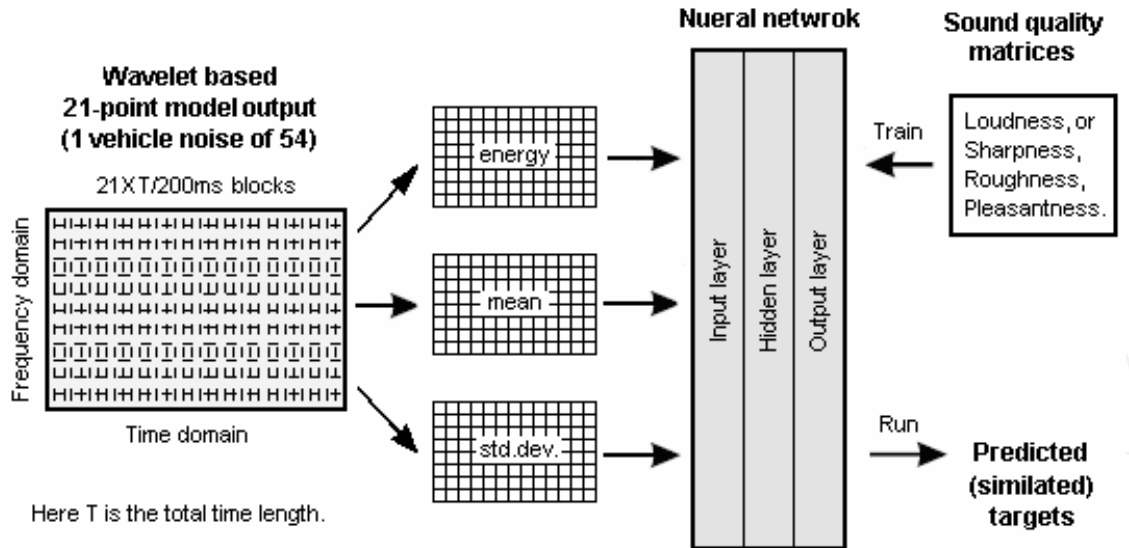 Nueral netwrok
Sound quality
matrices
Wavelet based
21-point model output
(1 vehicle noise of 54)
21XT/200ms blocks
Frequency domain
Time domain
Here T is the total time length.
energy
mean
std.dev.
Input layer
Hidden layer
Output layer
Train
Loudness, or
Sharpness,
Roughness,
Pleasantness.
Run
Predicted
(similated)
targets